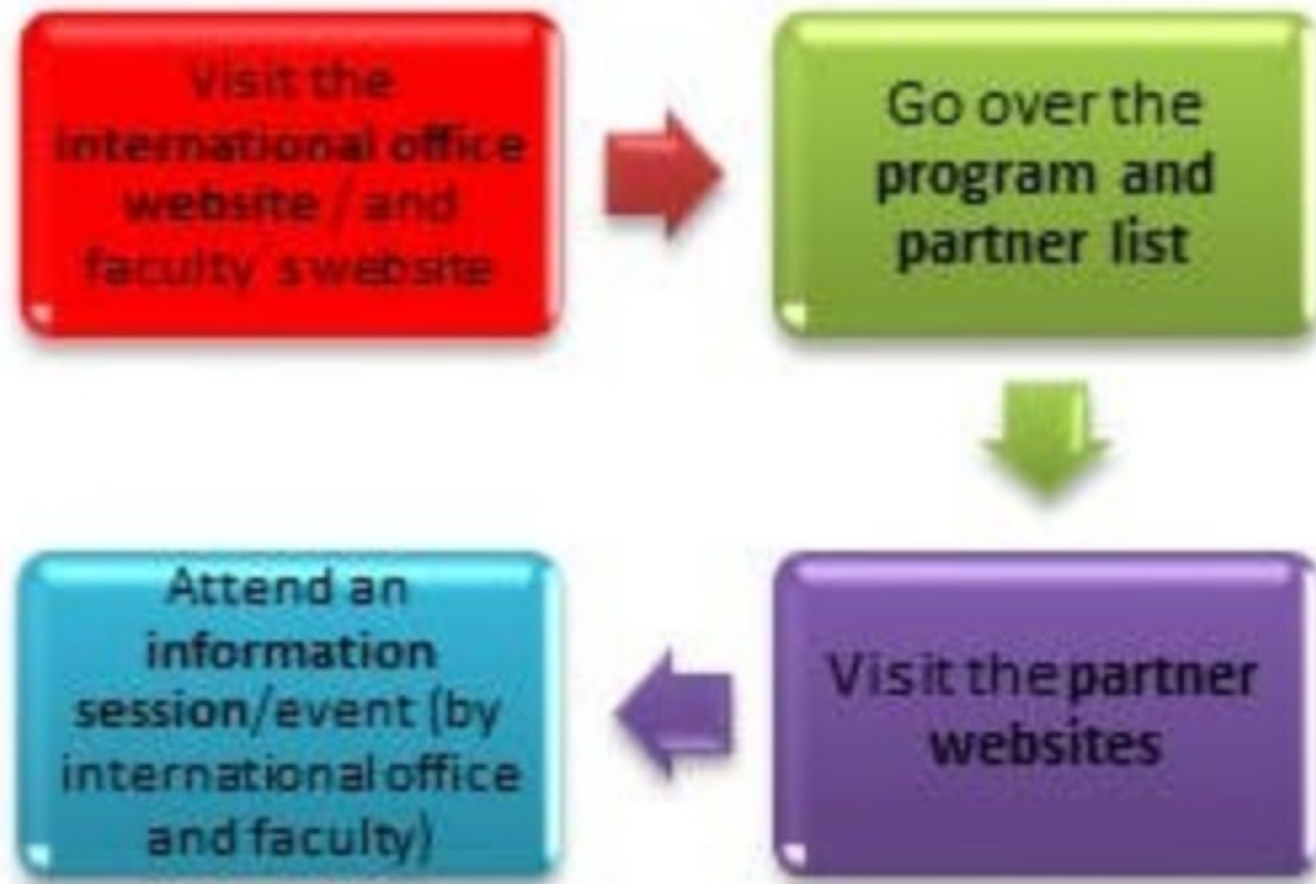 Visit the
international office
website / and
faculty´s website
Go over the
program and
partner list
Visit the partner
websites
Attend an
information
session/event (by
international office
and faculty)